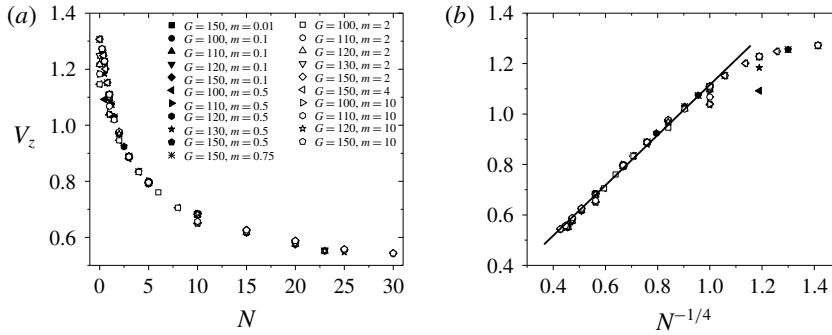 (a)
1.4
1.2
1.0
0.8
0.6
V_z
0 5 10 15 20 25 30
N
G = 150, m = 0.01
G = 100, m = 0.1
G = 110, m = 0.1
G = 120, m = 0.1
G = 150, m = 0.1
G = 100, m = 0.5
G = 110, m = 0.5
G = 120, m = 0.5
G = 130, m = 0.5
G = 150, m = 0.5
G = 150, m = 0.75
G = 100, m = 2
G = 110, m = 2
G = 120, m = 2
G = 130, m = 2
G = 150, m = 2
G = 150, m = 4
G = 100, m = 10
G = 110, m = 10
G = 120, m = 10
G = 150, m = 10
(b)
1.4
1.2
1.0
0.8
0.6
0.4
0.4 0.6 0.8 1.0 1.2 1.4
N^{-1/4}